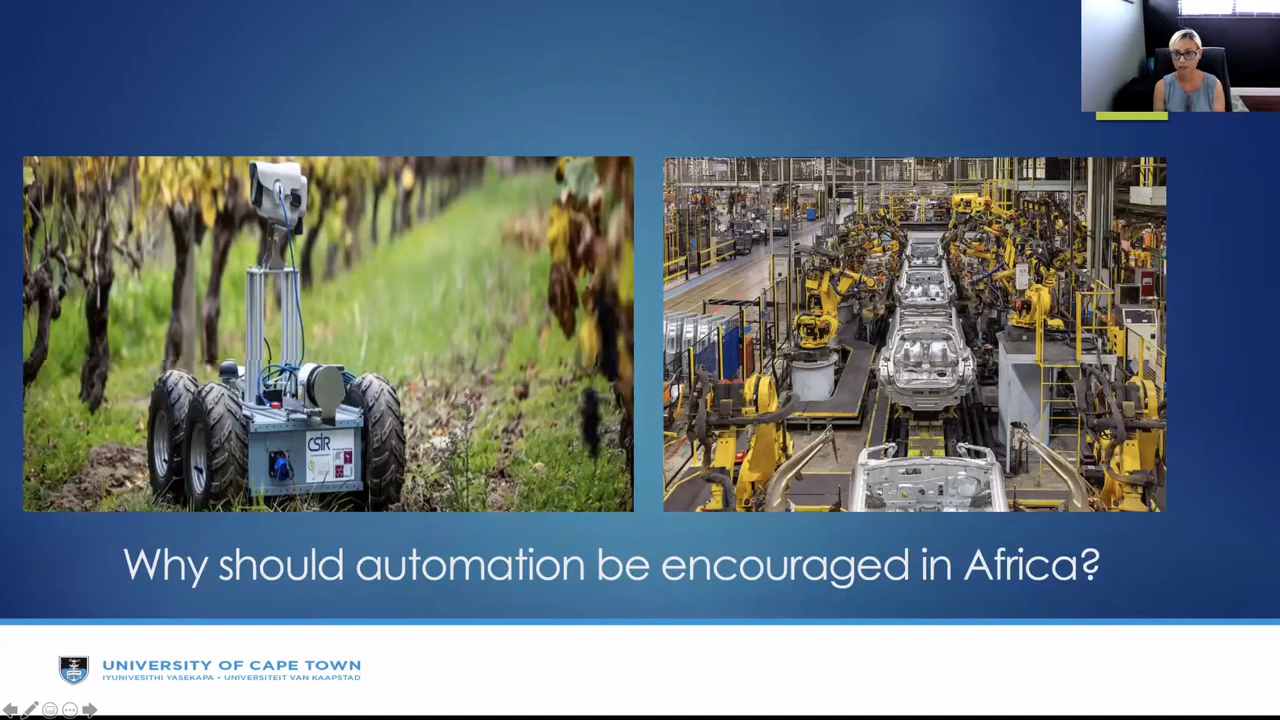 CSIR
Why should automation be encouraged in Africa?
UNIVERSITY OF CAPE TOWN
IYUNIVESITHI YASEKAPA • UNIVERSITEIT VAN KAAPSTAD